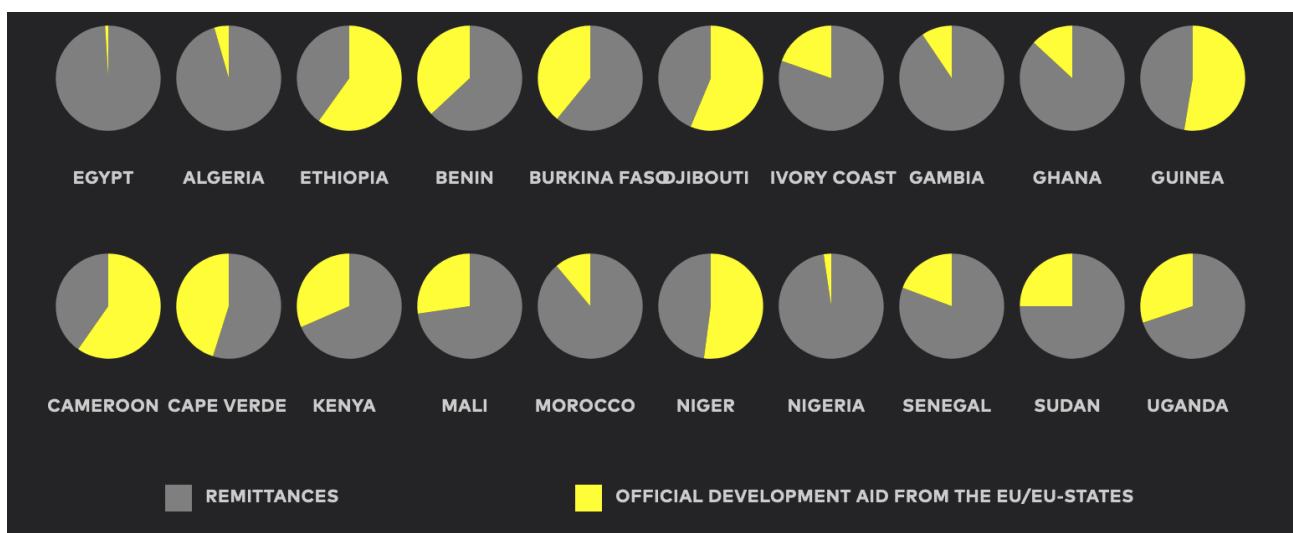 EGYPT ALGERIA ETHIOPIA BENIN BURKINA FASO DJIBOUTI IVORY COAST GAMBIA GHANA GUINEA
CAMEROON CAPE VERDE KENYA MALI MOROCCO NIGER NIGERIA SENEGAL SUDAN UGANDA
REMITTANCES OFFICIAL DEVELOPMENT AID FROM THE EU/EU-STATES